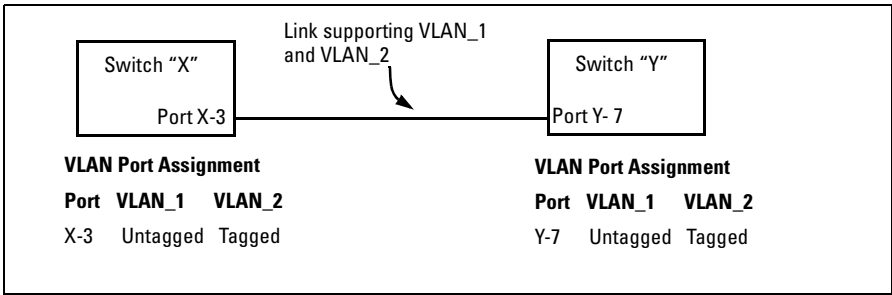 Link supporting VLAN_1
and VLAN_2
Switch “X”
Switch “Y”
Port X-3
Port Y- 7
VLAN Port Assignment
VLAN Port Assignment
Port VLAN_1 VLAN_2
Port VLAN_1 VLAN_2
X-3 Untagged Tagged
Y-7 Untagged Tagged